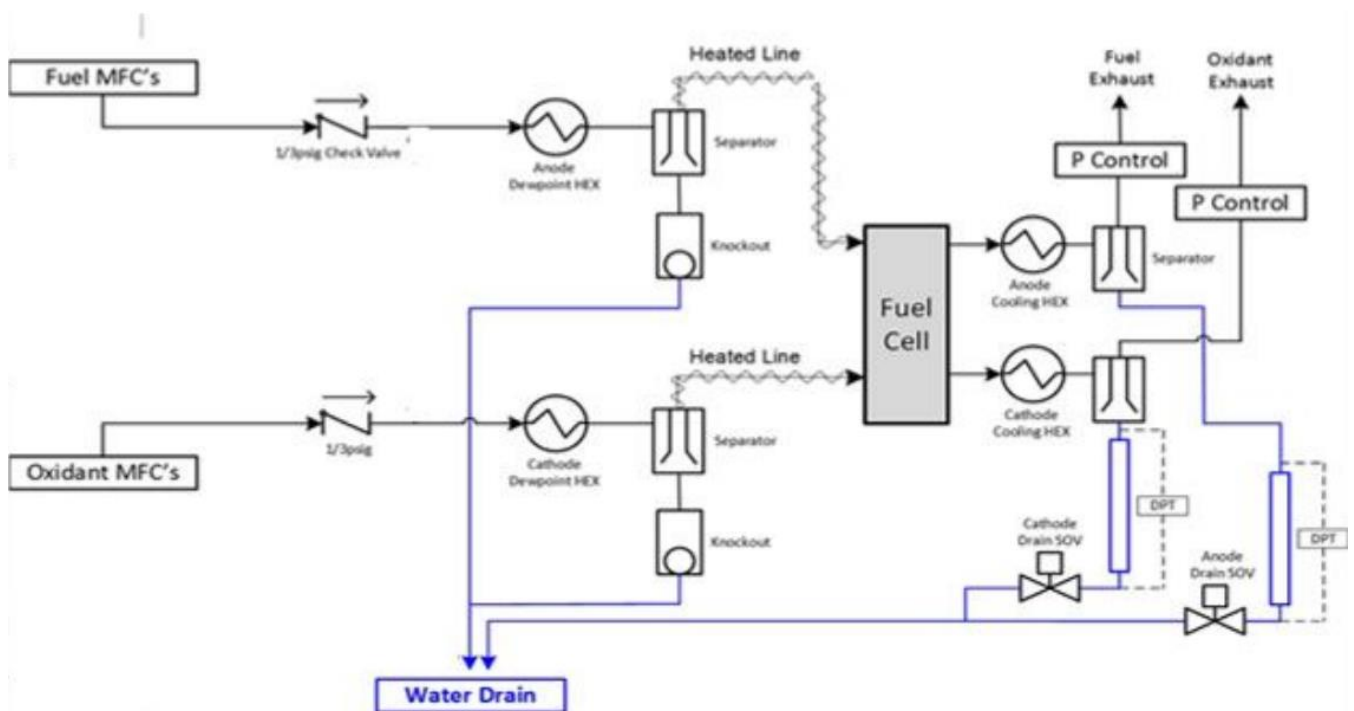 Fuel MFC's
1/3psig Check Valve
Anode
Dewpoint HEX
Heated Line
Separator
Knockout
Fuel
Exhaust
Oxidant
Exhaust
P Control
P Control
Fuel
Cell
Anode
Cooling HEX
Separator
Heated Line
Cathode
Cooling HEX
Oxidant MFC's
1/3psig
Cathode
Dewpoint HEX
Separator
Knockout
Cathode
Drain SOV
DPT
Anode
Drain SOV
DPT
Water Drain